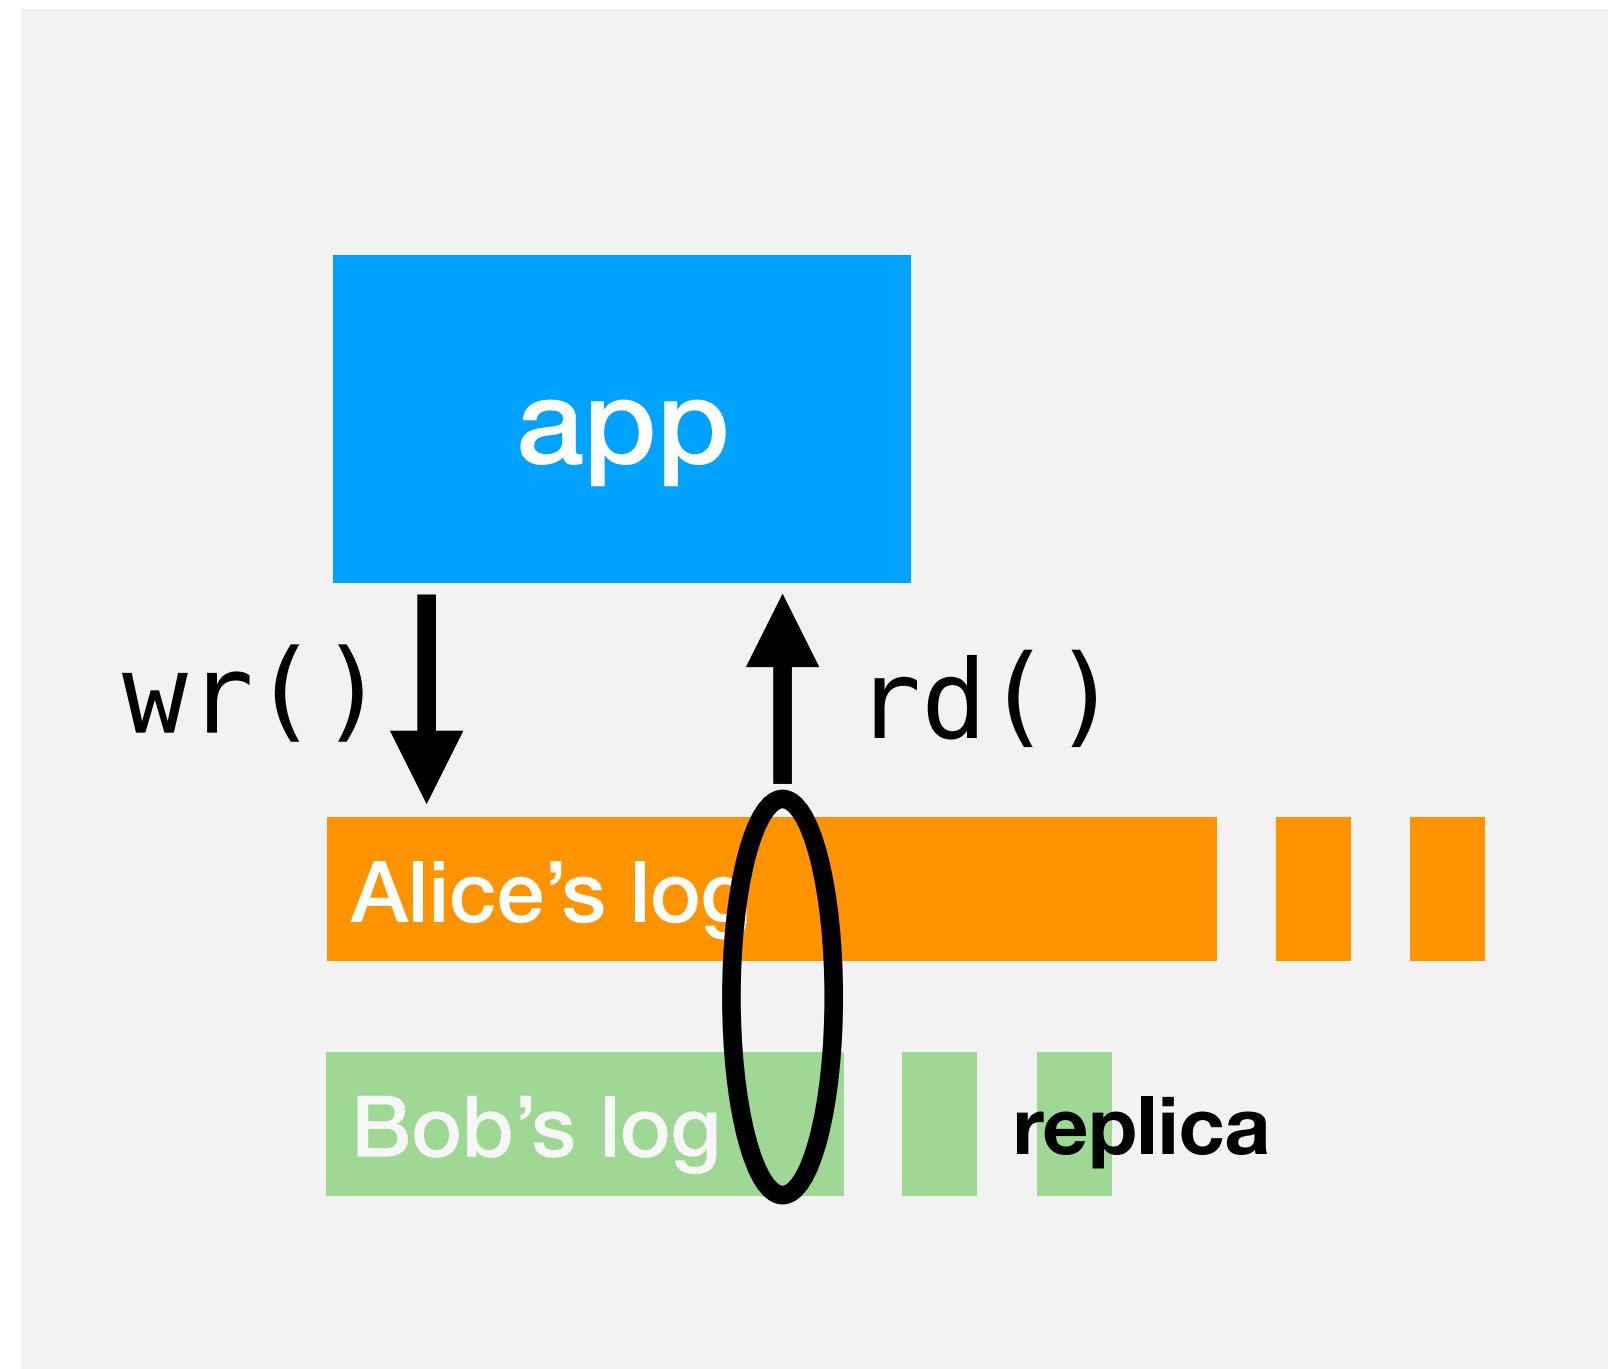 app
wr()
rd()
Alice’s log
Bob’s log
replica